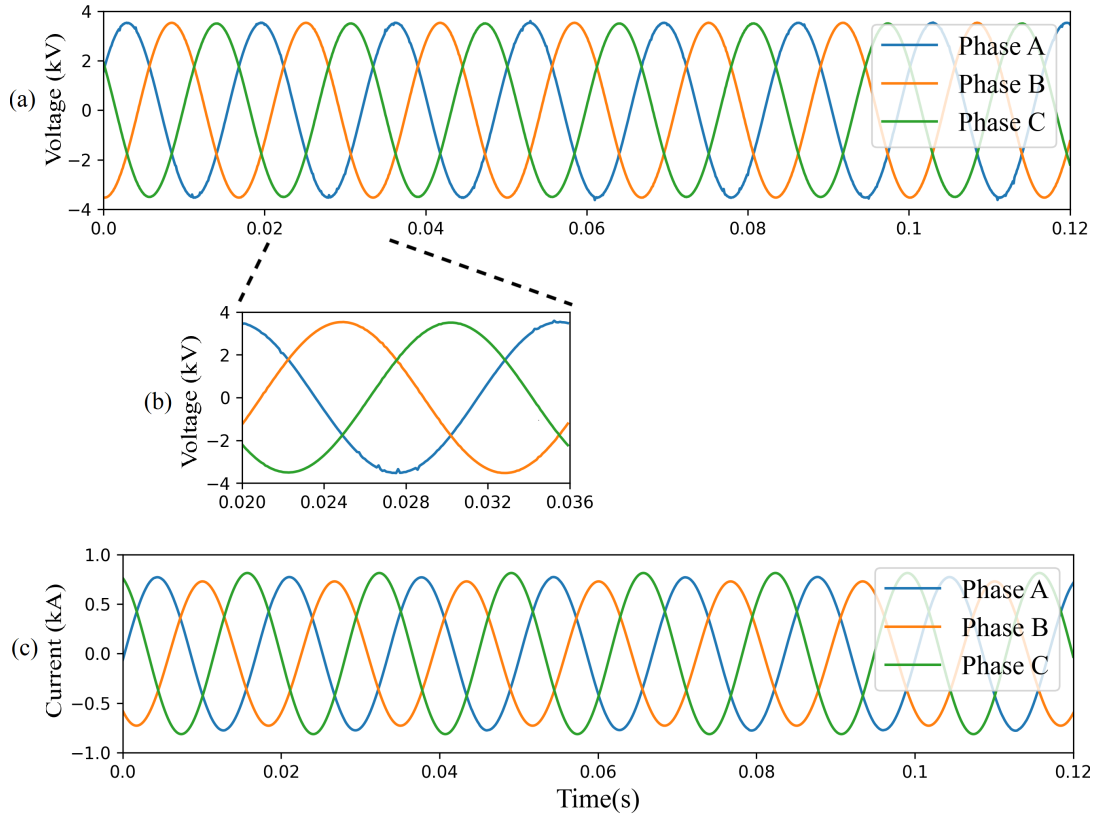 (a)
Voltage (kV)
4
2
0
−2
−4
Phase A
Phase B
Phase C
0.0 0.02 0.04 0.06 0.08 0.1 0.12
(b)
Voltage (kV)
4
2
0
−2
−4
0.020 0.024 0.028 0.032 0.036
(c)
Current (kA)
1.0
0.5
0.0
−0.5
−1.0
Phase A
Phase B
Phase C
0.0 0.02 0.04 0.06 0.08 0.1 0.12
Time(s)